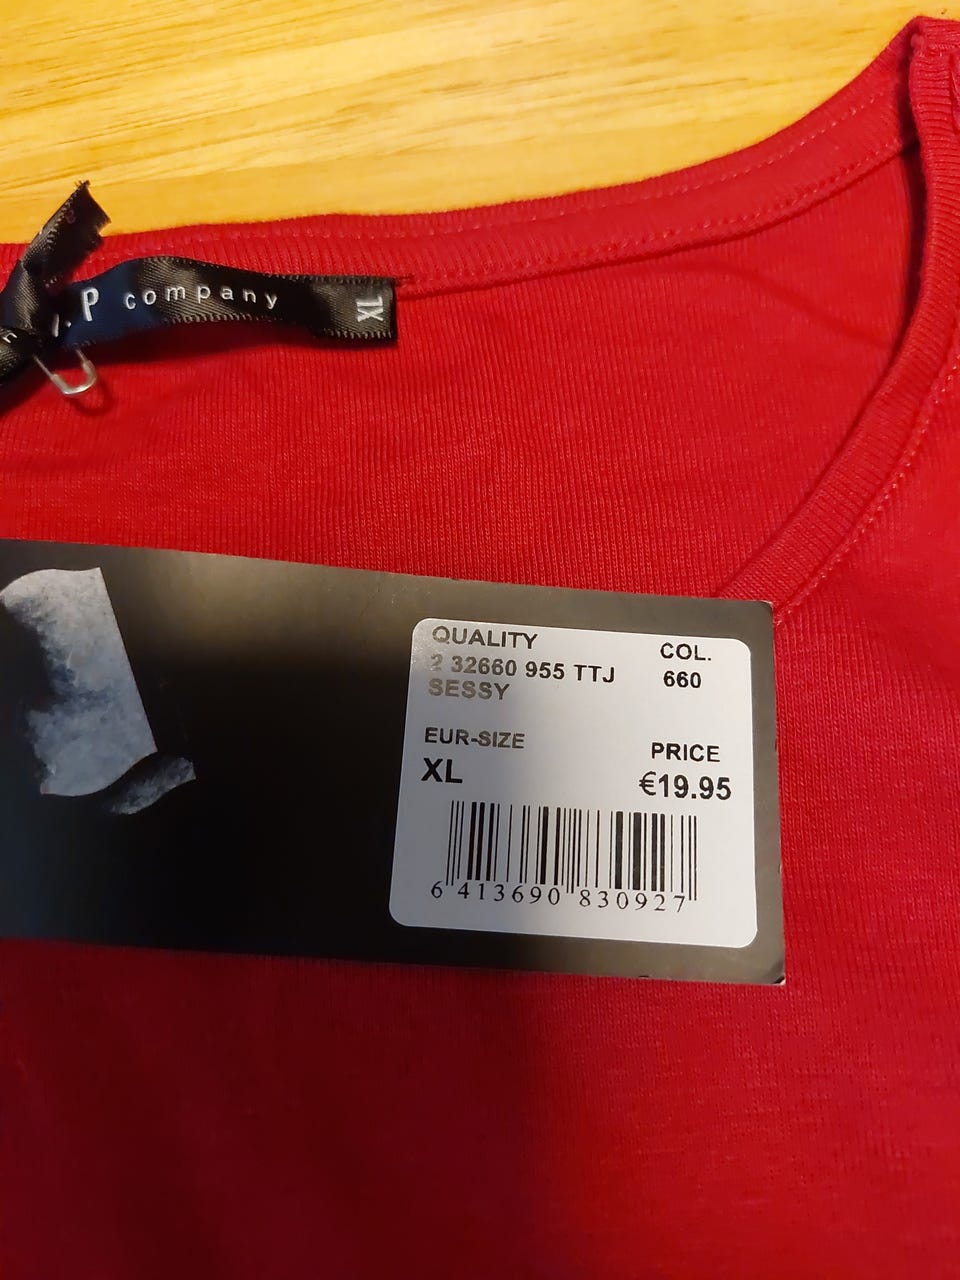 .P company
XL
QUALITY
2 32660 955 TTJ
SESSY
COL.
660
EUR-SIZE
XL
PRICE
€19.95
6 413690 830927